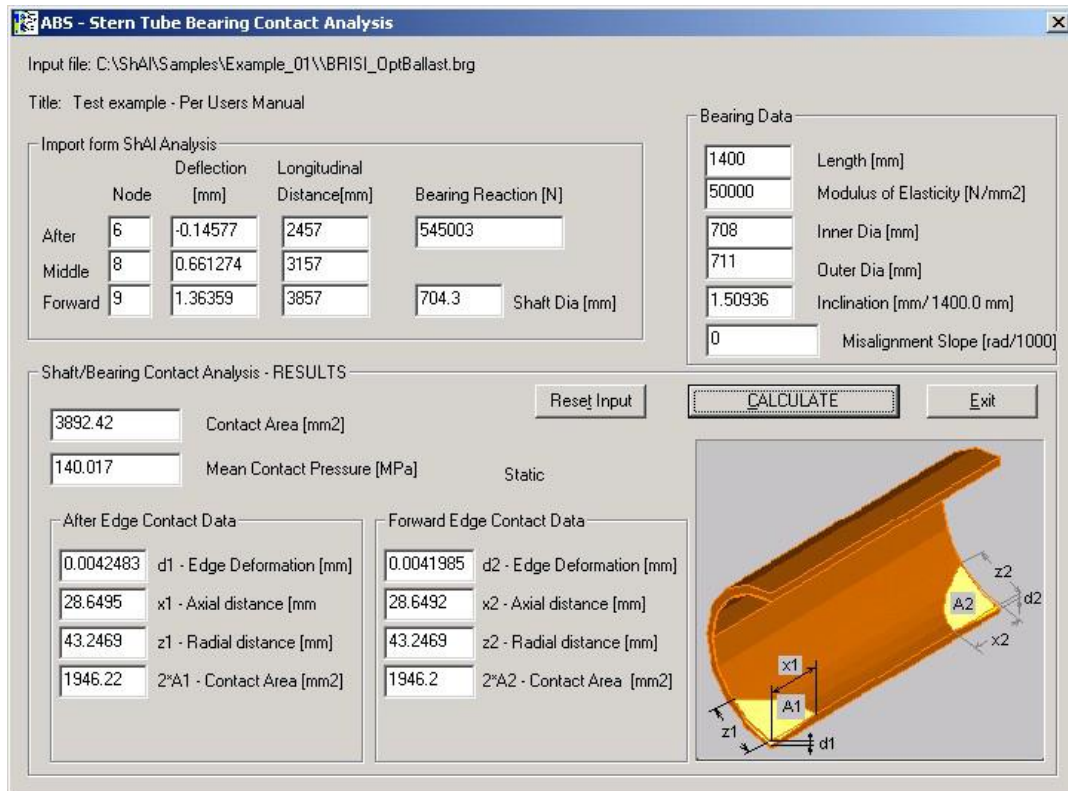 ABS - Stern Tube Bearing Contact Analysis
Input file: C:\ShAl\Samples\Example_01\\BRISI_OptBallast.brg
Title: Test example - Per Users Manual
Import form ShAl Analysis
Node
Deflection [mm]
Longitudinal Distance[mm]
Bearing Reaction [N]
After 6 -0.14577 2457 545003
Middle 8 0.661274 3157
Forward 9 1.36359 3857 704.3 Shaft Dia [mm]
Bearing Data
1400 Length [mm]
50000 Modulus of Elasticity [N/mm2]
708 Inner Dia [mm]
711 Outer Dia [mm]
1.50936 Inclination [mm/ 1400.0 mm]
0 Misalignment Slope [rad/1000]
Shaft/Bearing Contact Analysis - RESULTS
Reset Input
CALCULATE
Exit
3892.42 Contact Area [mm2]
140.017 Mean Contact Pressure [MPa]
Static
After Edge Contact Data
0.0042483 d1 - Edge Deformation [mm]
28.6495 x1 - Axial distance [mm
43.2469 z1 - Radial distance [mm]
1946.22 2*A1 - Contact Area [mm2]
Forward Edge Contact Data
0.0041985 d2 - Edge Deformation [mm]
28.6492 x2 - Axial distance [mm]
43.2469 z2 - Radial distance [mm]
1946.2 2*A2 - Contact Area [mm2]
z2
d2
A2
x2
x1
A1
z1
d1